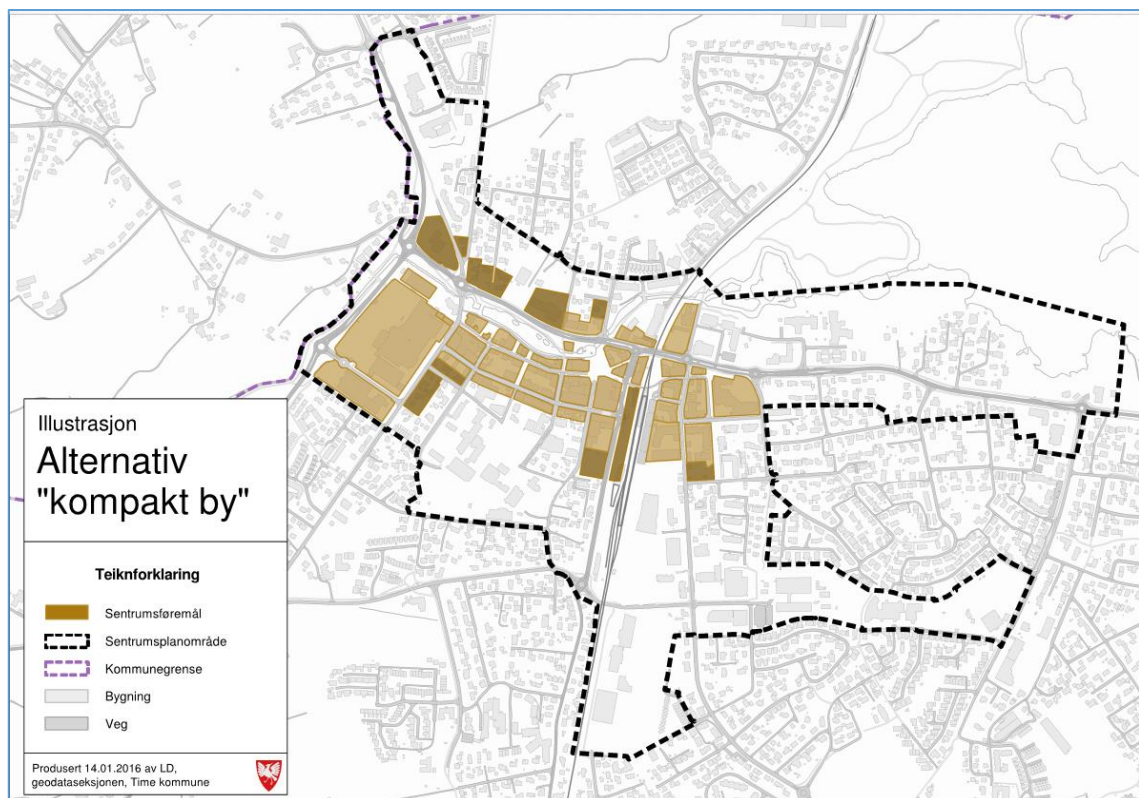 Illustrasjon
Alternativ
"kompakt by"
Teiknforklaring
Sentrumsføremål
Sentrumsplanområde
Kommunegrense
Bygning
Veg
Produsert 14.01.2016 av LD,
geodataseksjonen, Time kommune